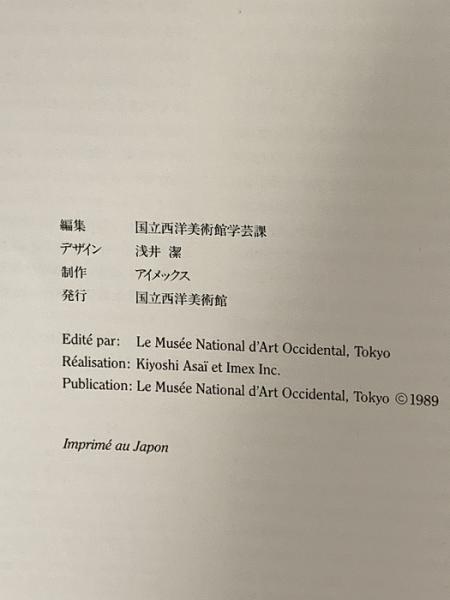 編集 国立西洋美術館学芸課
デザイン 浅井 潔
制作 アイメックス
発行 国立西洋美術館
Edité par: Le Musée National d'Art Occidental, Tokyo
Réalisation: Kiyoshi Asaï et Imex Inc.
Publication: Le Musée National d'Art Occidental, Tokyo ©1989
Imprimé au Japon